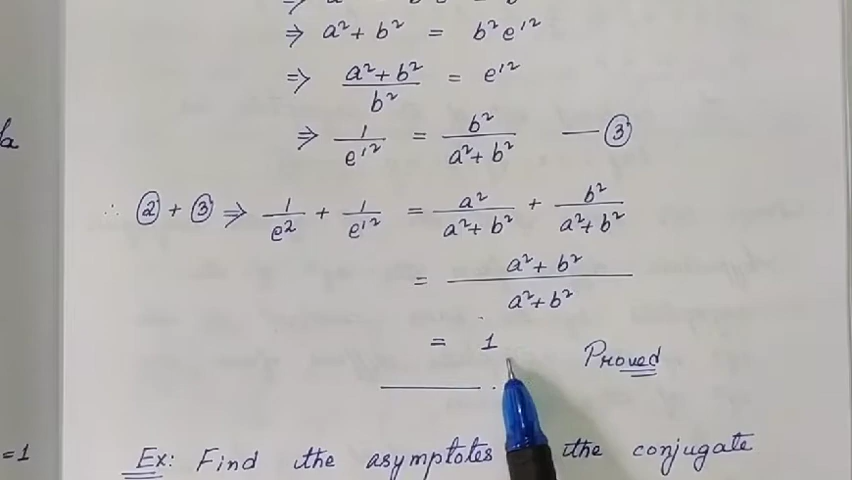 ⇒ a² + b² = b²e'²
⇒ (a² + b²)/b² = e'²
la
⇒ 1/e'² = b²/(a² + b²) — ③
∴ ② + ③ ⇒ 1/e² + 1/e'² = a²/(a² + b²) + b²/(a² + b²)
= (a² + b²)/(a² + b²)
= 1 Proved
=1
Ex: Find the asymptotes the conjugate